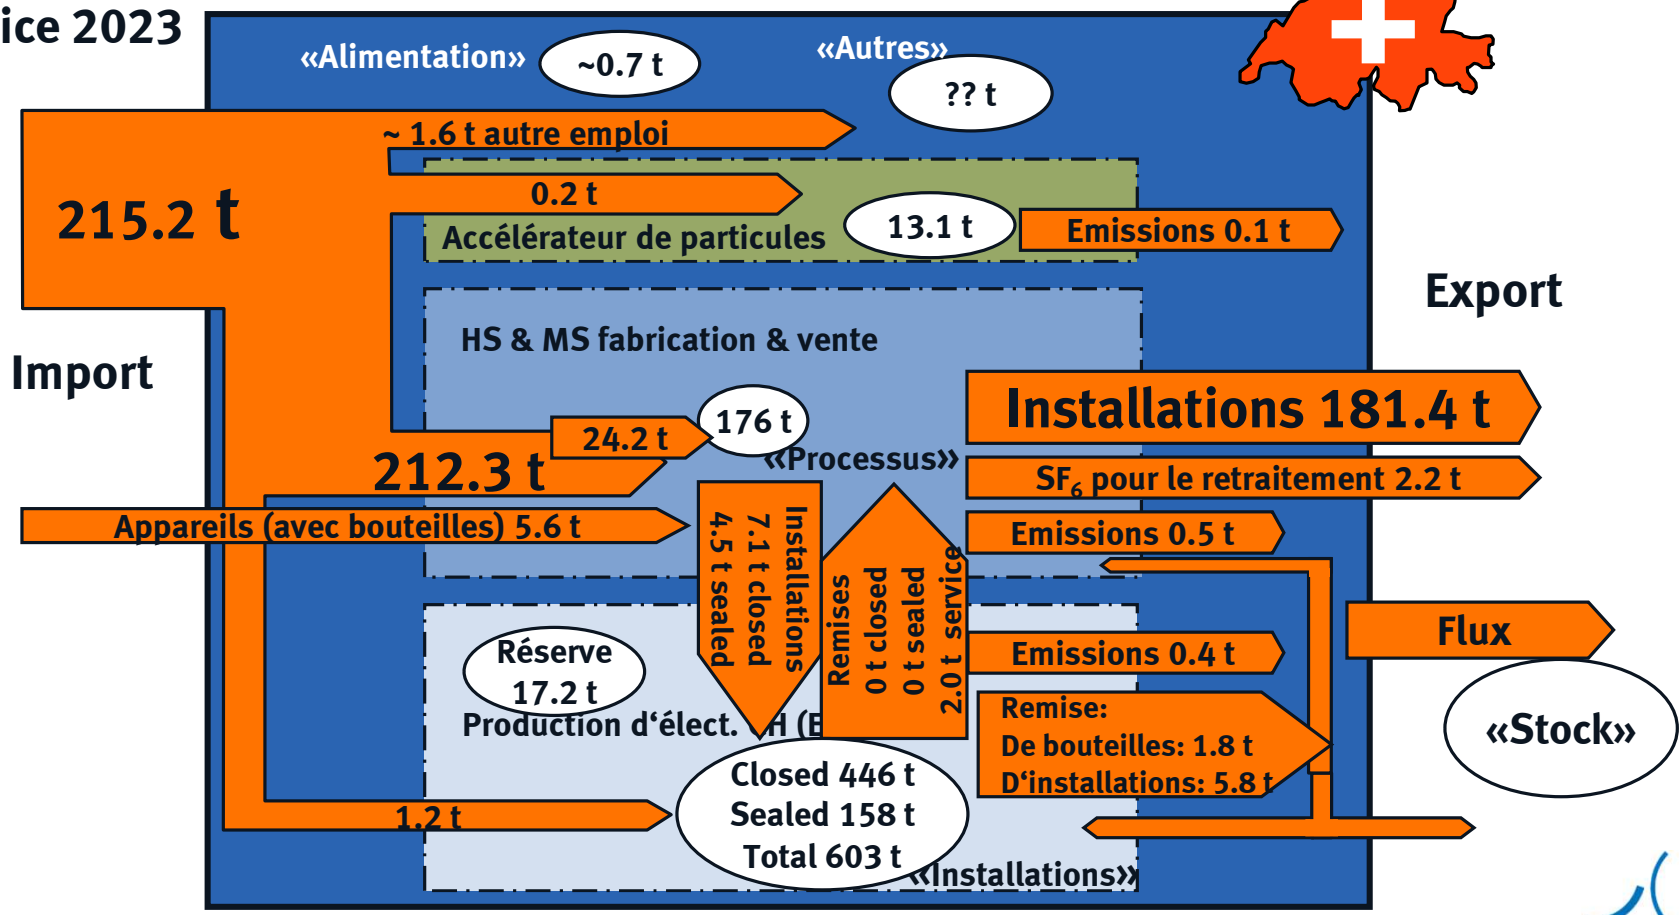 ice 2023
«Alimentation»
~0.7 t
«Autres»
?? t
~ 1.6 t autre emploi
215.2 t
0.2 t
Accélérateur de particules
13.1 t
Emissions 0.1 t
Export
HS & MS fabrication & vente
Import
Installations 181.4 t
176 t
24.2 t
«Processus»
212.3 t
SF₆ pour le retraitement 2.2 t
Appareils (avec bouteilles) 5.6 t
Emissions 0.5 t
Installations
7.1 t closed
4.5 t sealed
Remises
0 t closed
0 t sealed
2.0 t service
Flux
Réserve
17.2 t
Emissions 0.4 t
Production d‘élect.
Remise:
De bouteilles: 1.8 t
D‘installations: 5.8 t
«Stock»
Closed 446 t
Sealed 158 t
Total 603 t
1.2 t
«Installations»